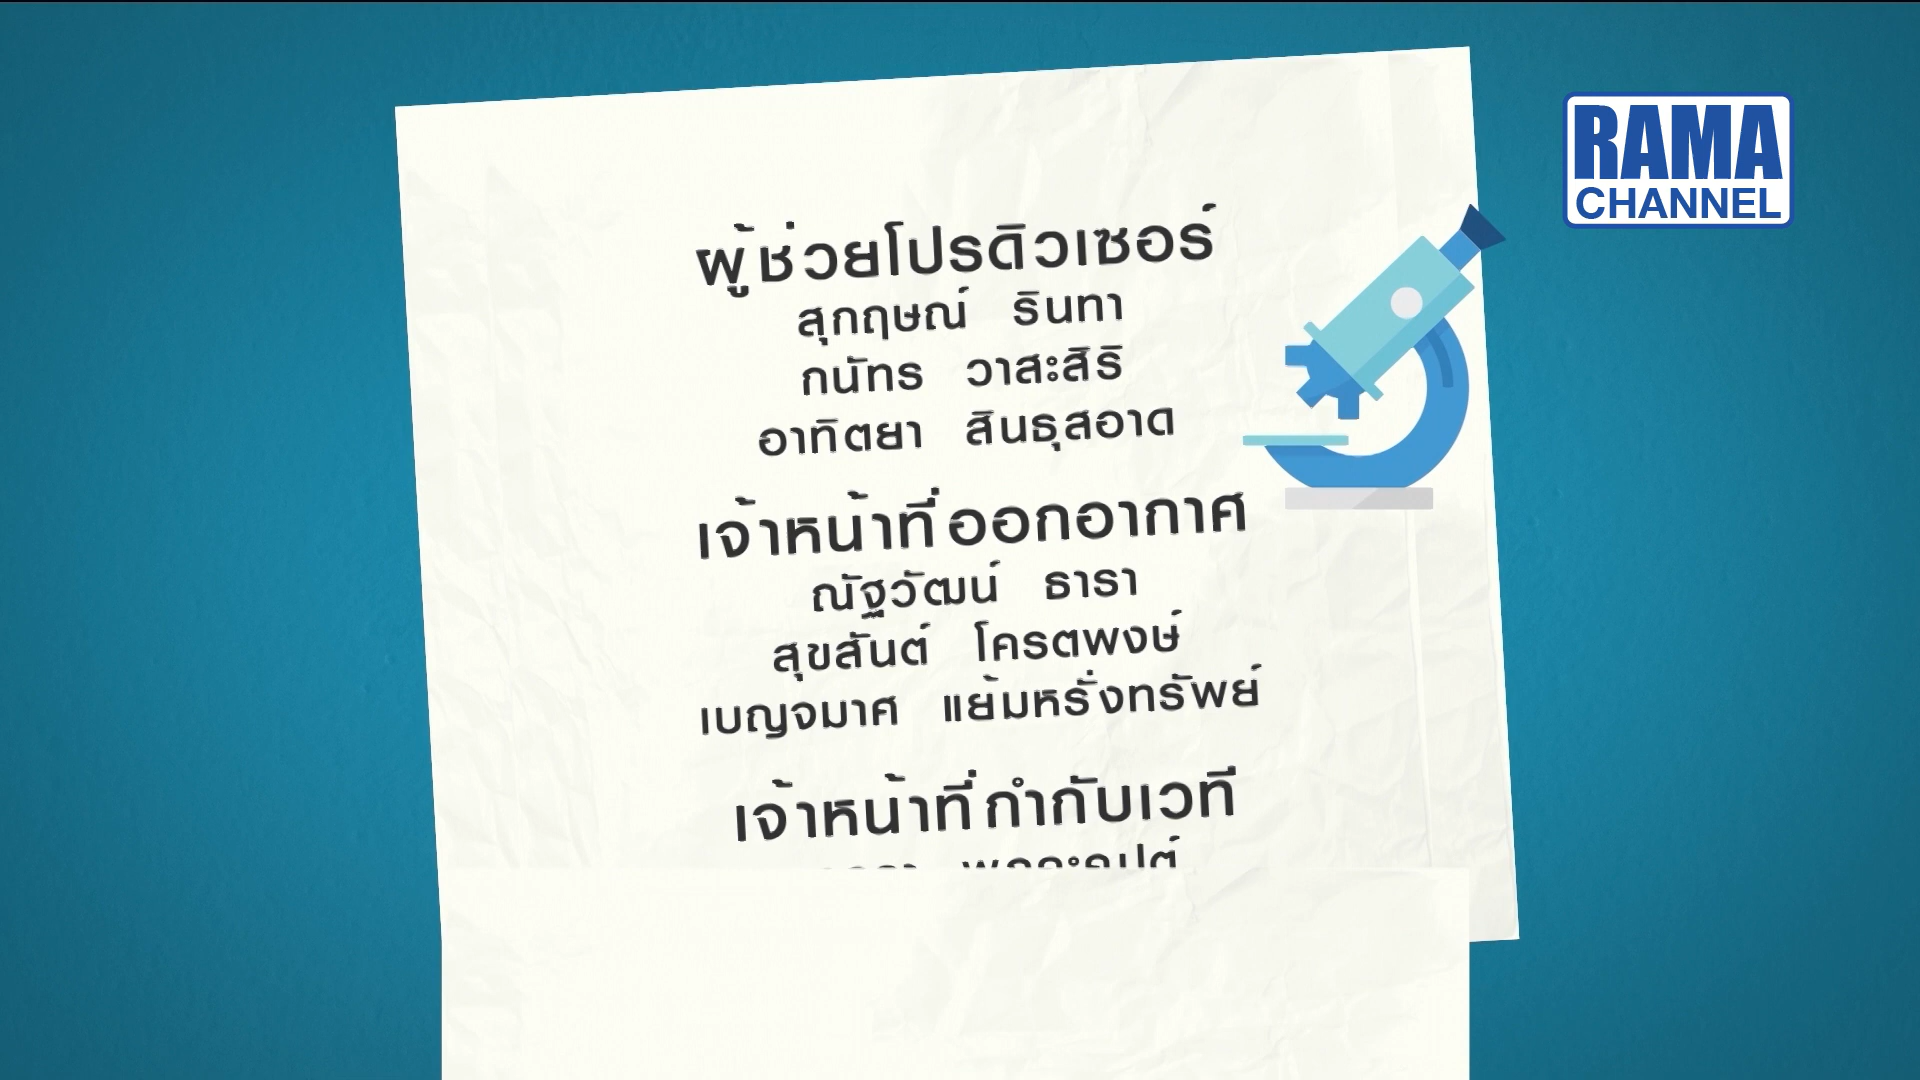 RAMA
CHANNEL
ผู้ช่วยโปรดิวเซอร์
สุกฤษณ์ รินทา
กนัทร วาสะสิริ
อาทิตยา สินธุสอาด
เจ้าหน้าที่ออกอากาศ
ณัฐวัฒน์ ธารา
สุขสันต์ โครตพงษ์
เบญจมาศ แย้มหรั่งทรัพย์
เจ้าหน้าที่กำกับเวที